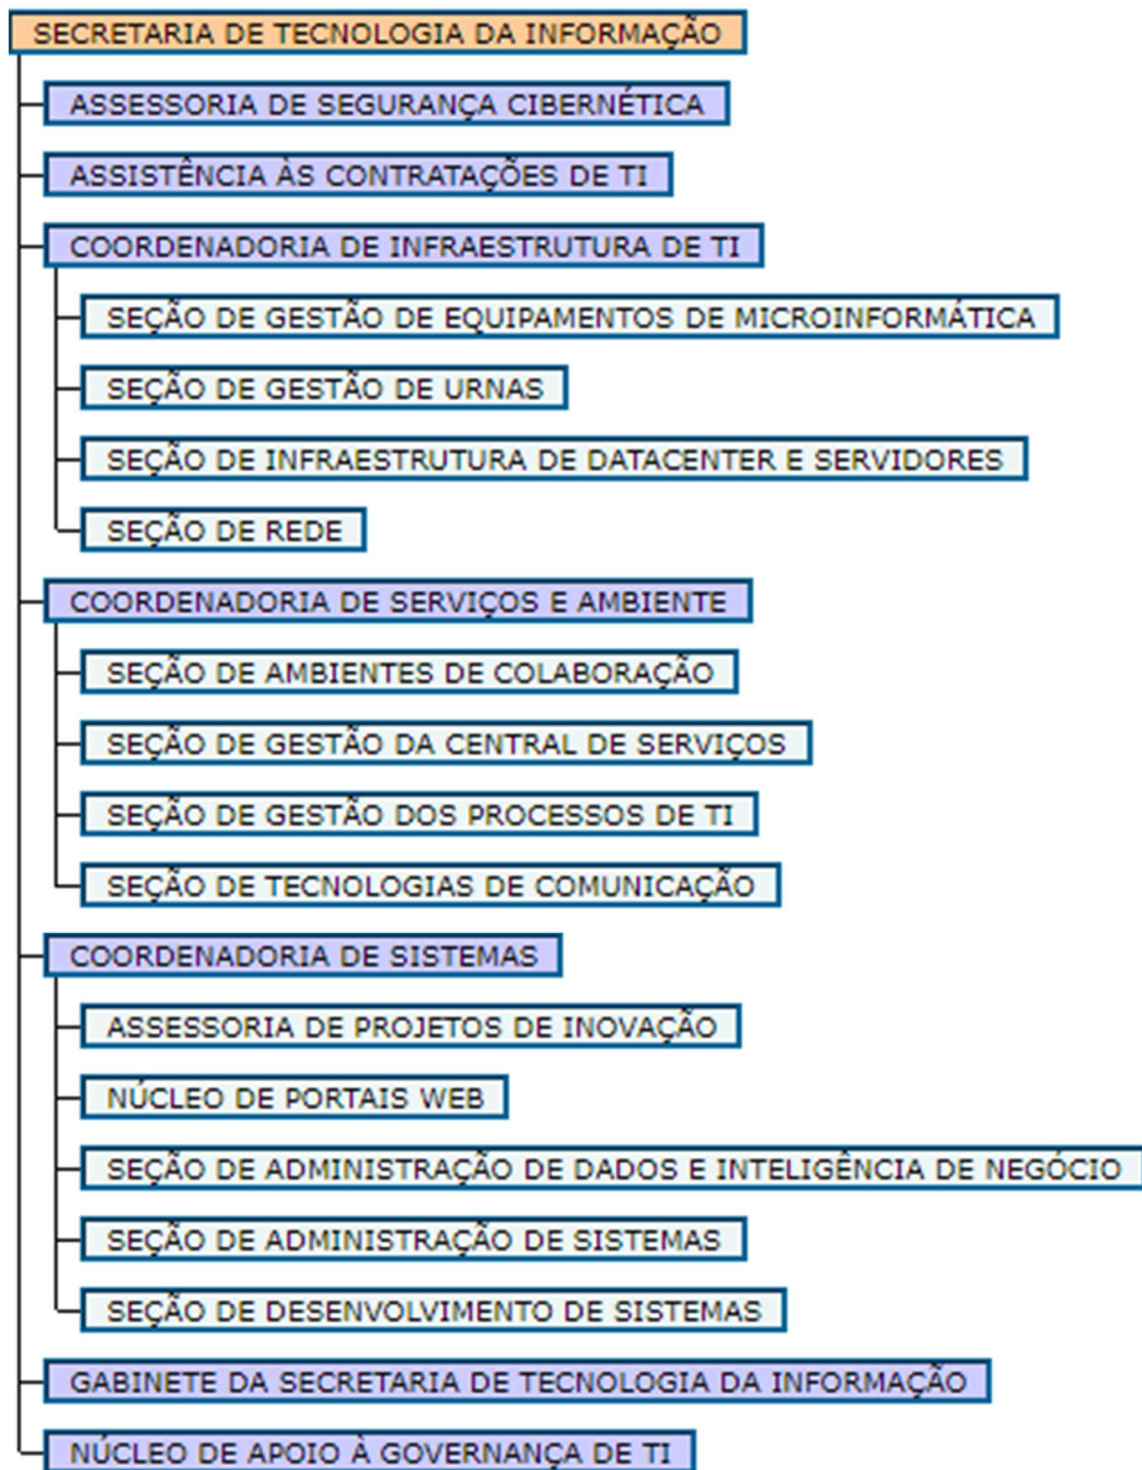 SECRETARIA DE TECNOLOGIA DA INFORMAÇÃO
ASSESSORIA DE SEGURANÇA CIBERNÉTICA
ASSISTÊNCIA ÀS CONTRATAÇÕES DE TI
COORDENADORIA DE INFRAESTRUTURA DE TI
SEÇÃO DE GESTÃO DE EQUIPAMENTOS DE MICROINFORMÁTICA
SEÇÃO DE GESTÃO DE URNAS
SEÇÃO DE INFRAESTRUTURA DE DATACENTER E SERVIDORES
SEÇÃO DE REDE
COORDENADORIA DE SERVIÇOS E AMBIENTE
SEÇÃO DE AMBIENTES DE COLABORAÇÃO
SEÇÃO DE GESTÃO DA CENTRAL DE SERVIÇOS
SEÇÃO DE GESTÃO DOS PROCESSOS DE TI
SEÇÃO DE TECNOLOGIAS DE COMUNICAÇÃO
COORDENADORIA DE SISTEMAS
ASSESSORIA DE PROJETOS DE INOVAÇÃO
NÚCLEO DE PORTAIS WEB
SEÇÃO DE ADMINISTRAÇÃO DE DADOS E INTELIGÊNCIA DE NEGÓCIO
SEÇÃO DE ADMINISTRAÇÃO DE SISTEMAS
SEÇÃO DE DESENVOLVIMENTO DE SISTEMAS
GABINETE DA SECRETARIA DE TECNOLOGIA DA INFORMAÇÃO
NÚCLEO DE APOIO À GOVERNANÇA DE TI